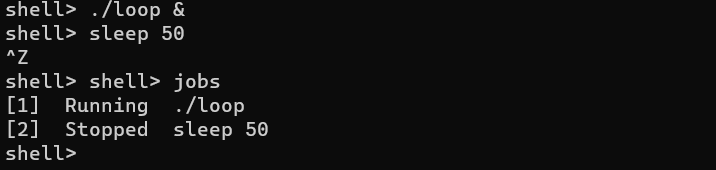 shell> ./loop &
shell> sleep 50
^Z
shell> shell> jobs
[1]  Running  ./loop
[2]  Stopped  sleep 50
shell>